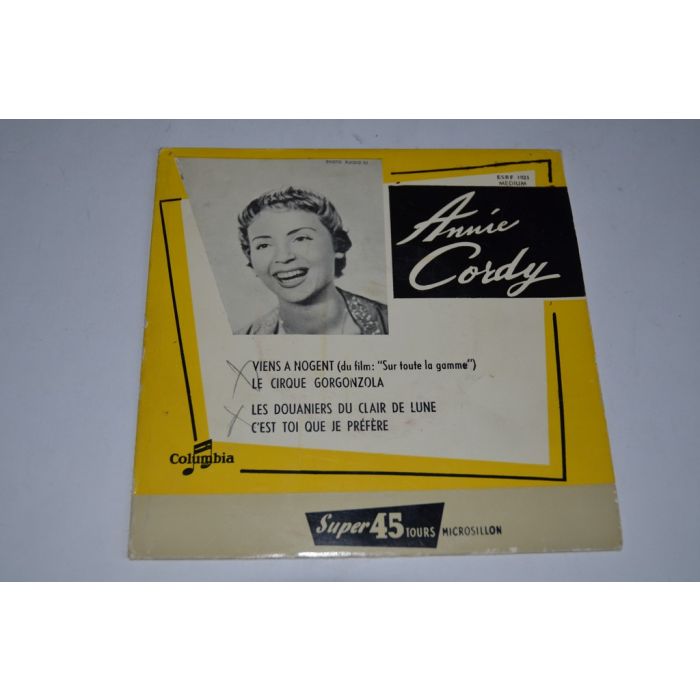 ESRF 1023
MEDIUM
Annie
Cordy
VIENS A NOGENT (du film: "Sur toute la gamme")
LE CIRQUE GORGONZOLA
LES DOUANIERS DU CLAIR DE LUNE
C'EST TOI QUE JE PRÉFÈRE
Columbia
Super 45 TOURS MICROSILLON